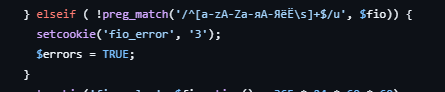 } elseif ( !preg_match('/^[a-zA-Za-яА-ЯёЁ\s]+$/u', $fio)) {
setcookie('fio_error', '3');
$errors = TRUE;
}